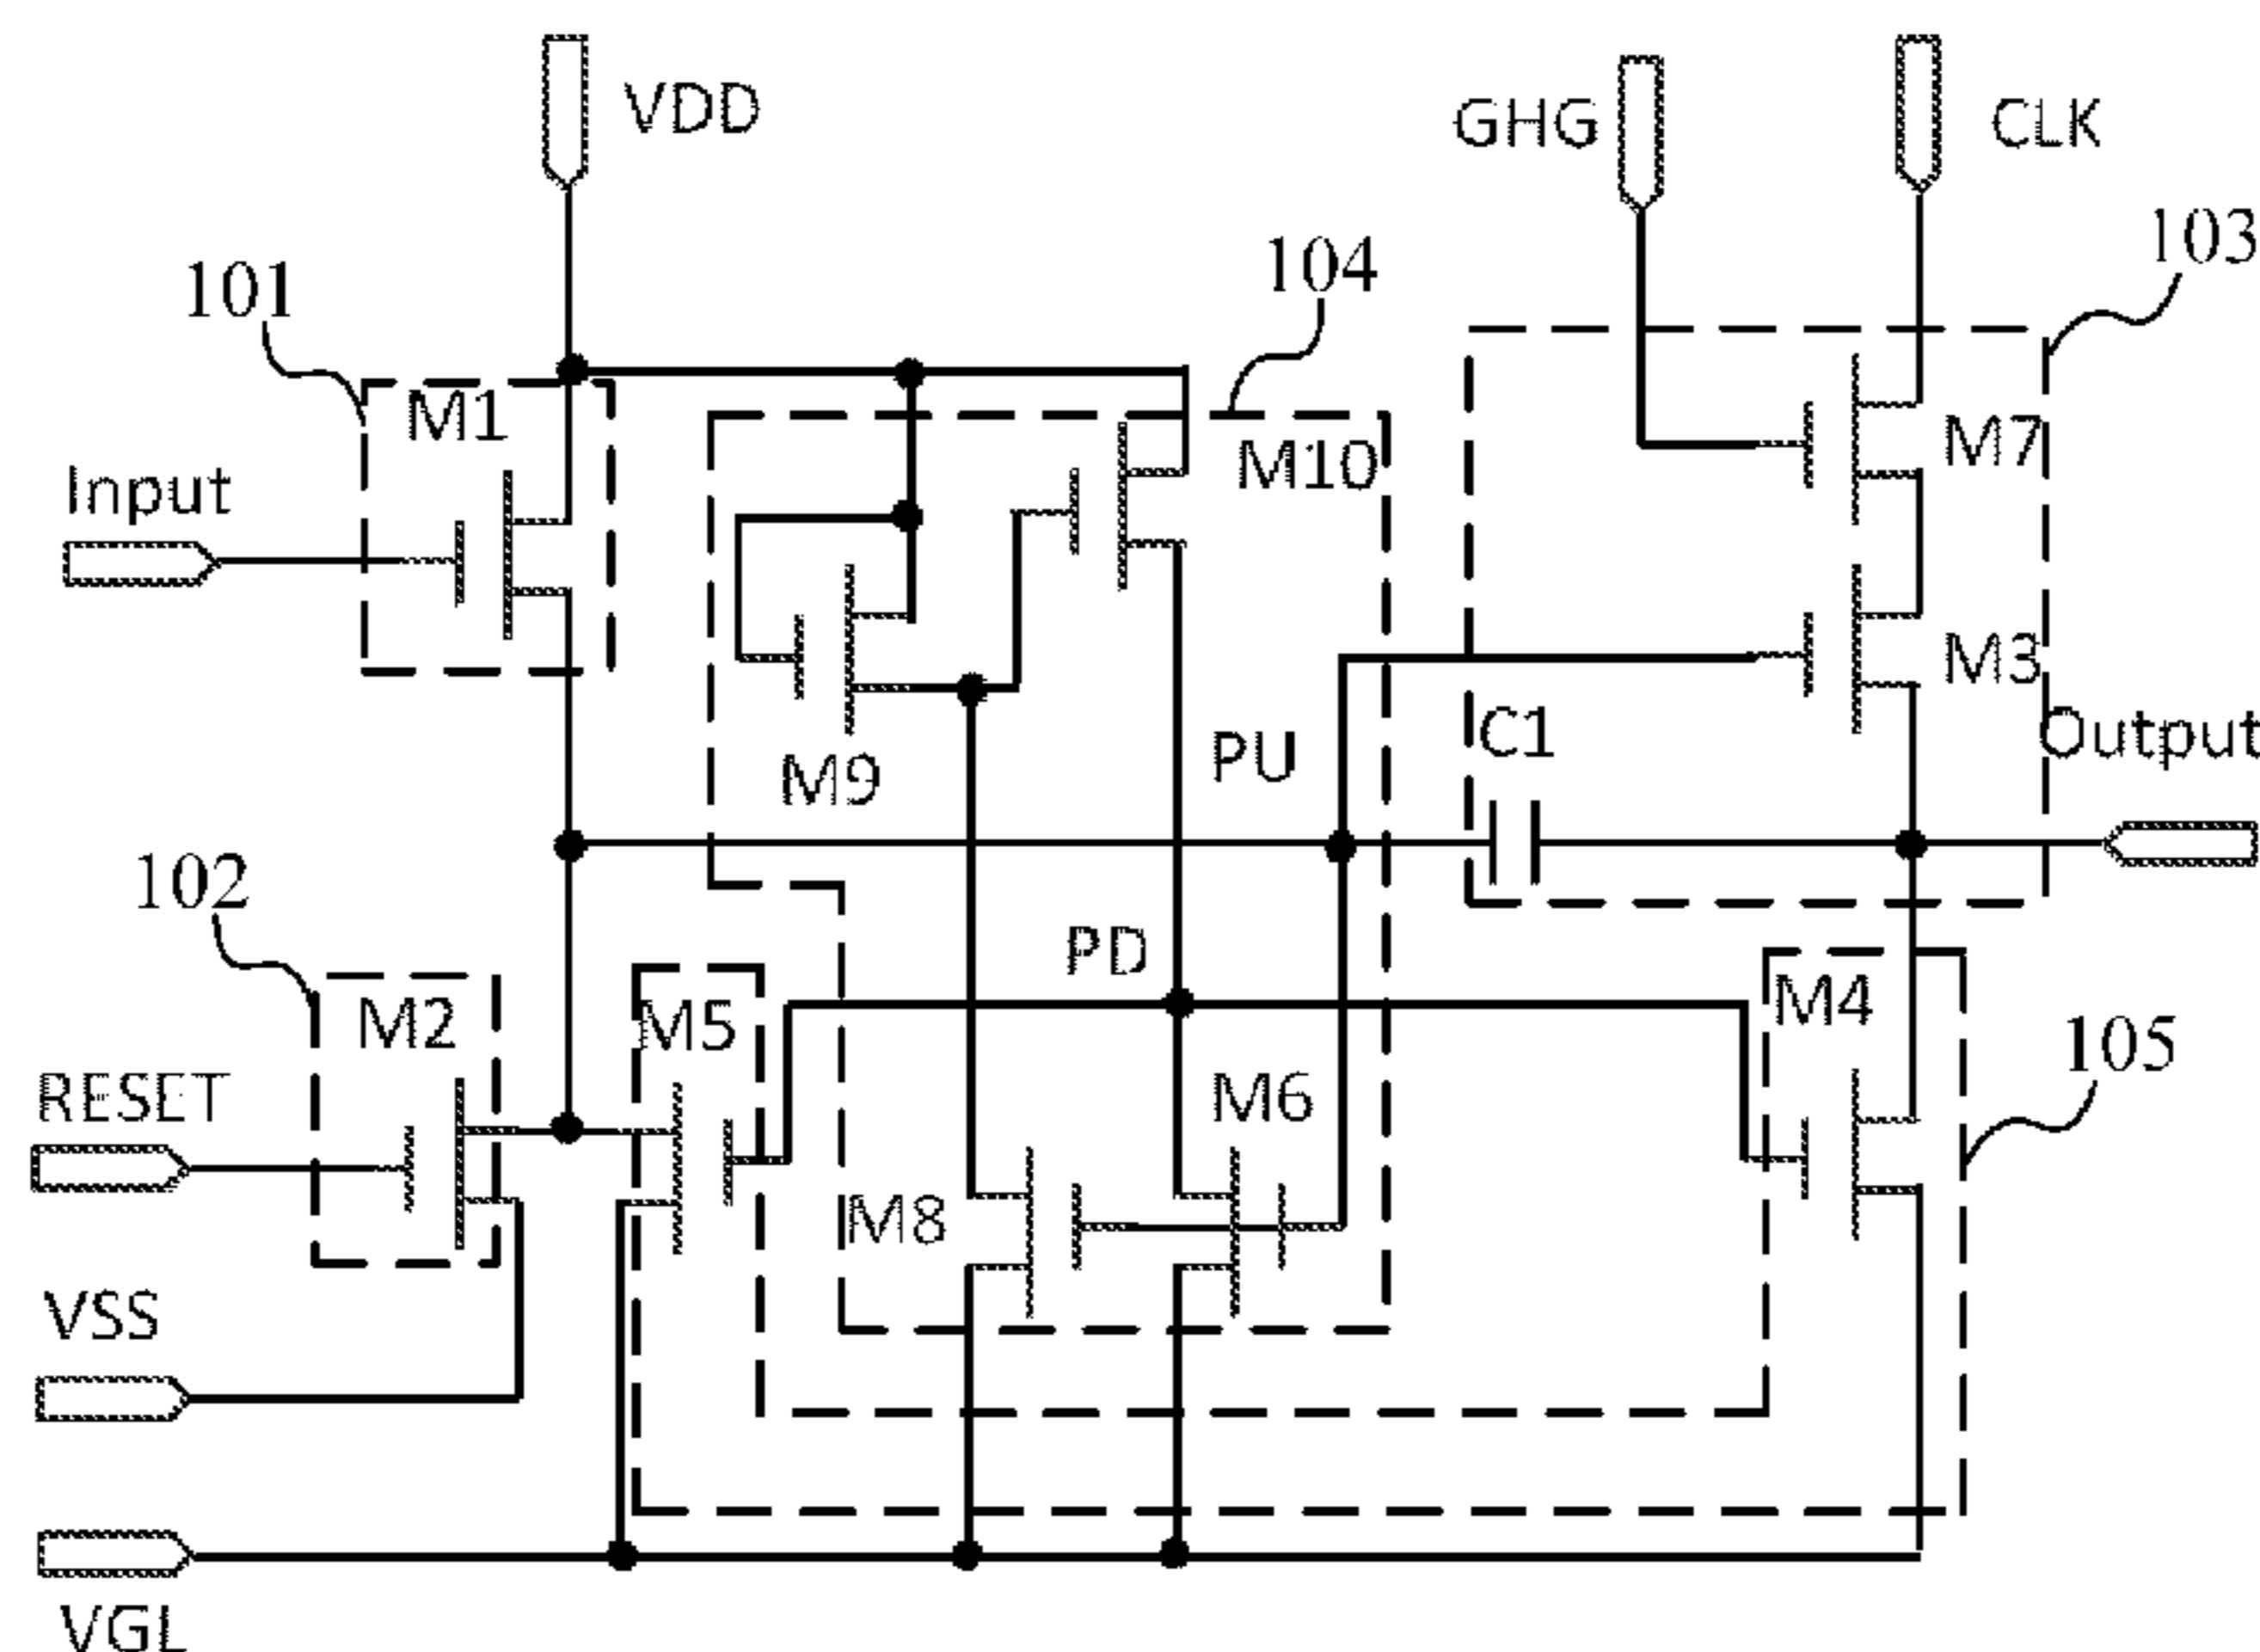 VDD
GHG
CLK
103
104
101
M1
M7
M10
Input
M3
C1
Output
PU
M9
102
PD
M5
M4
M2
105
RESET
M6
M8
VSS
VGL